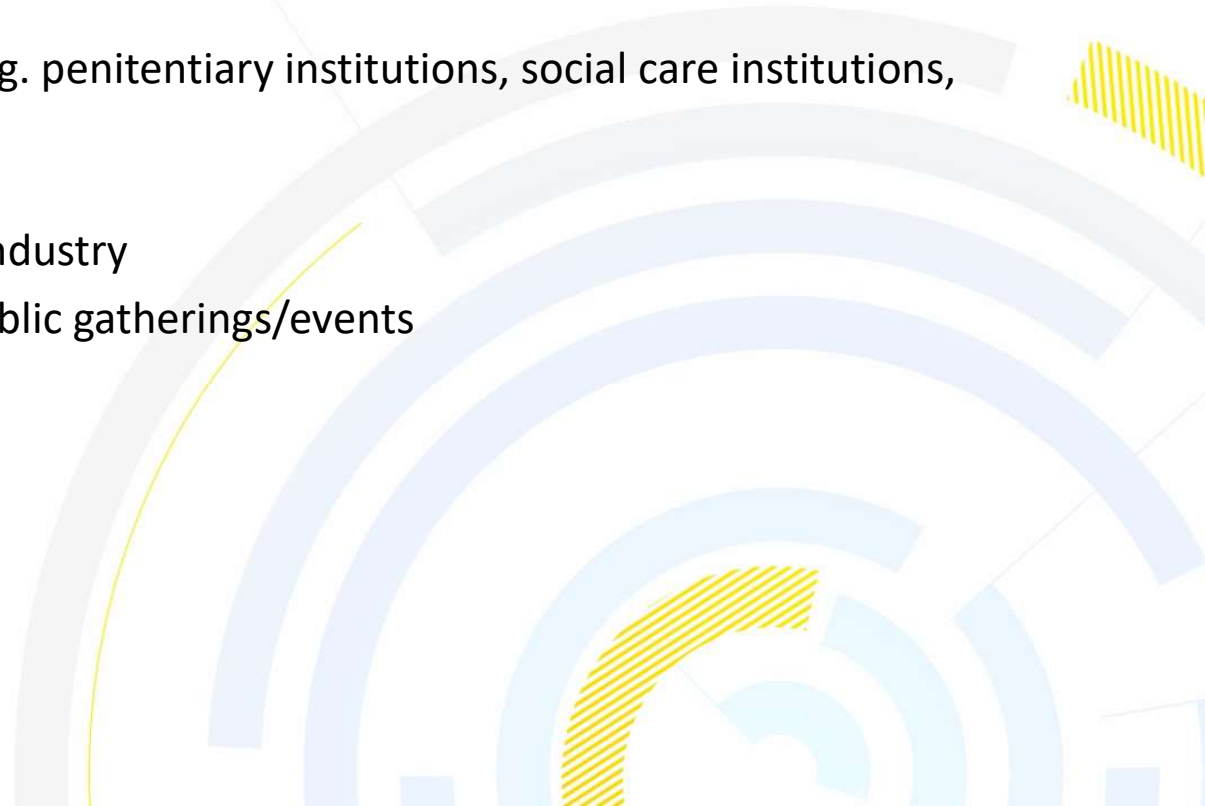 g. penitentiary institutions, social care institutions,
ndustry
blic gatherings/events